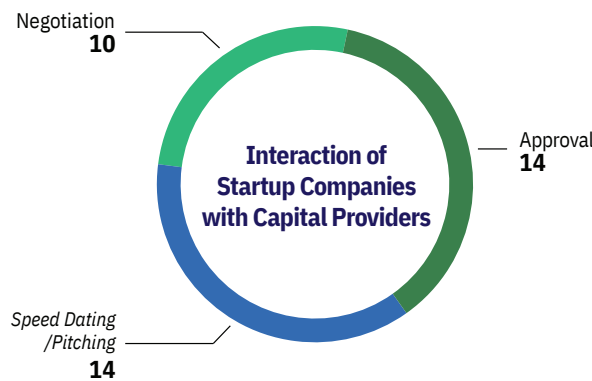 Negotiation
10
Interaction of
Startup Companies
with Capital Providers
Approval
14
Speed Dating
/Pitching
14